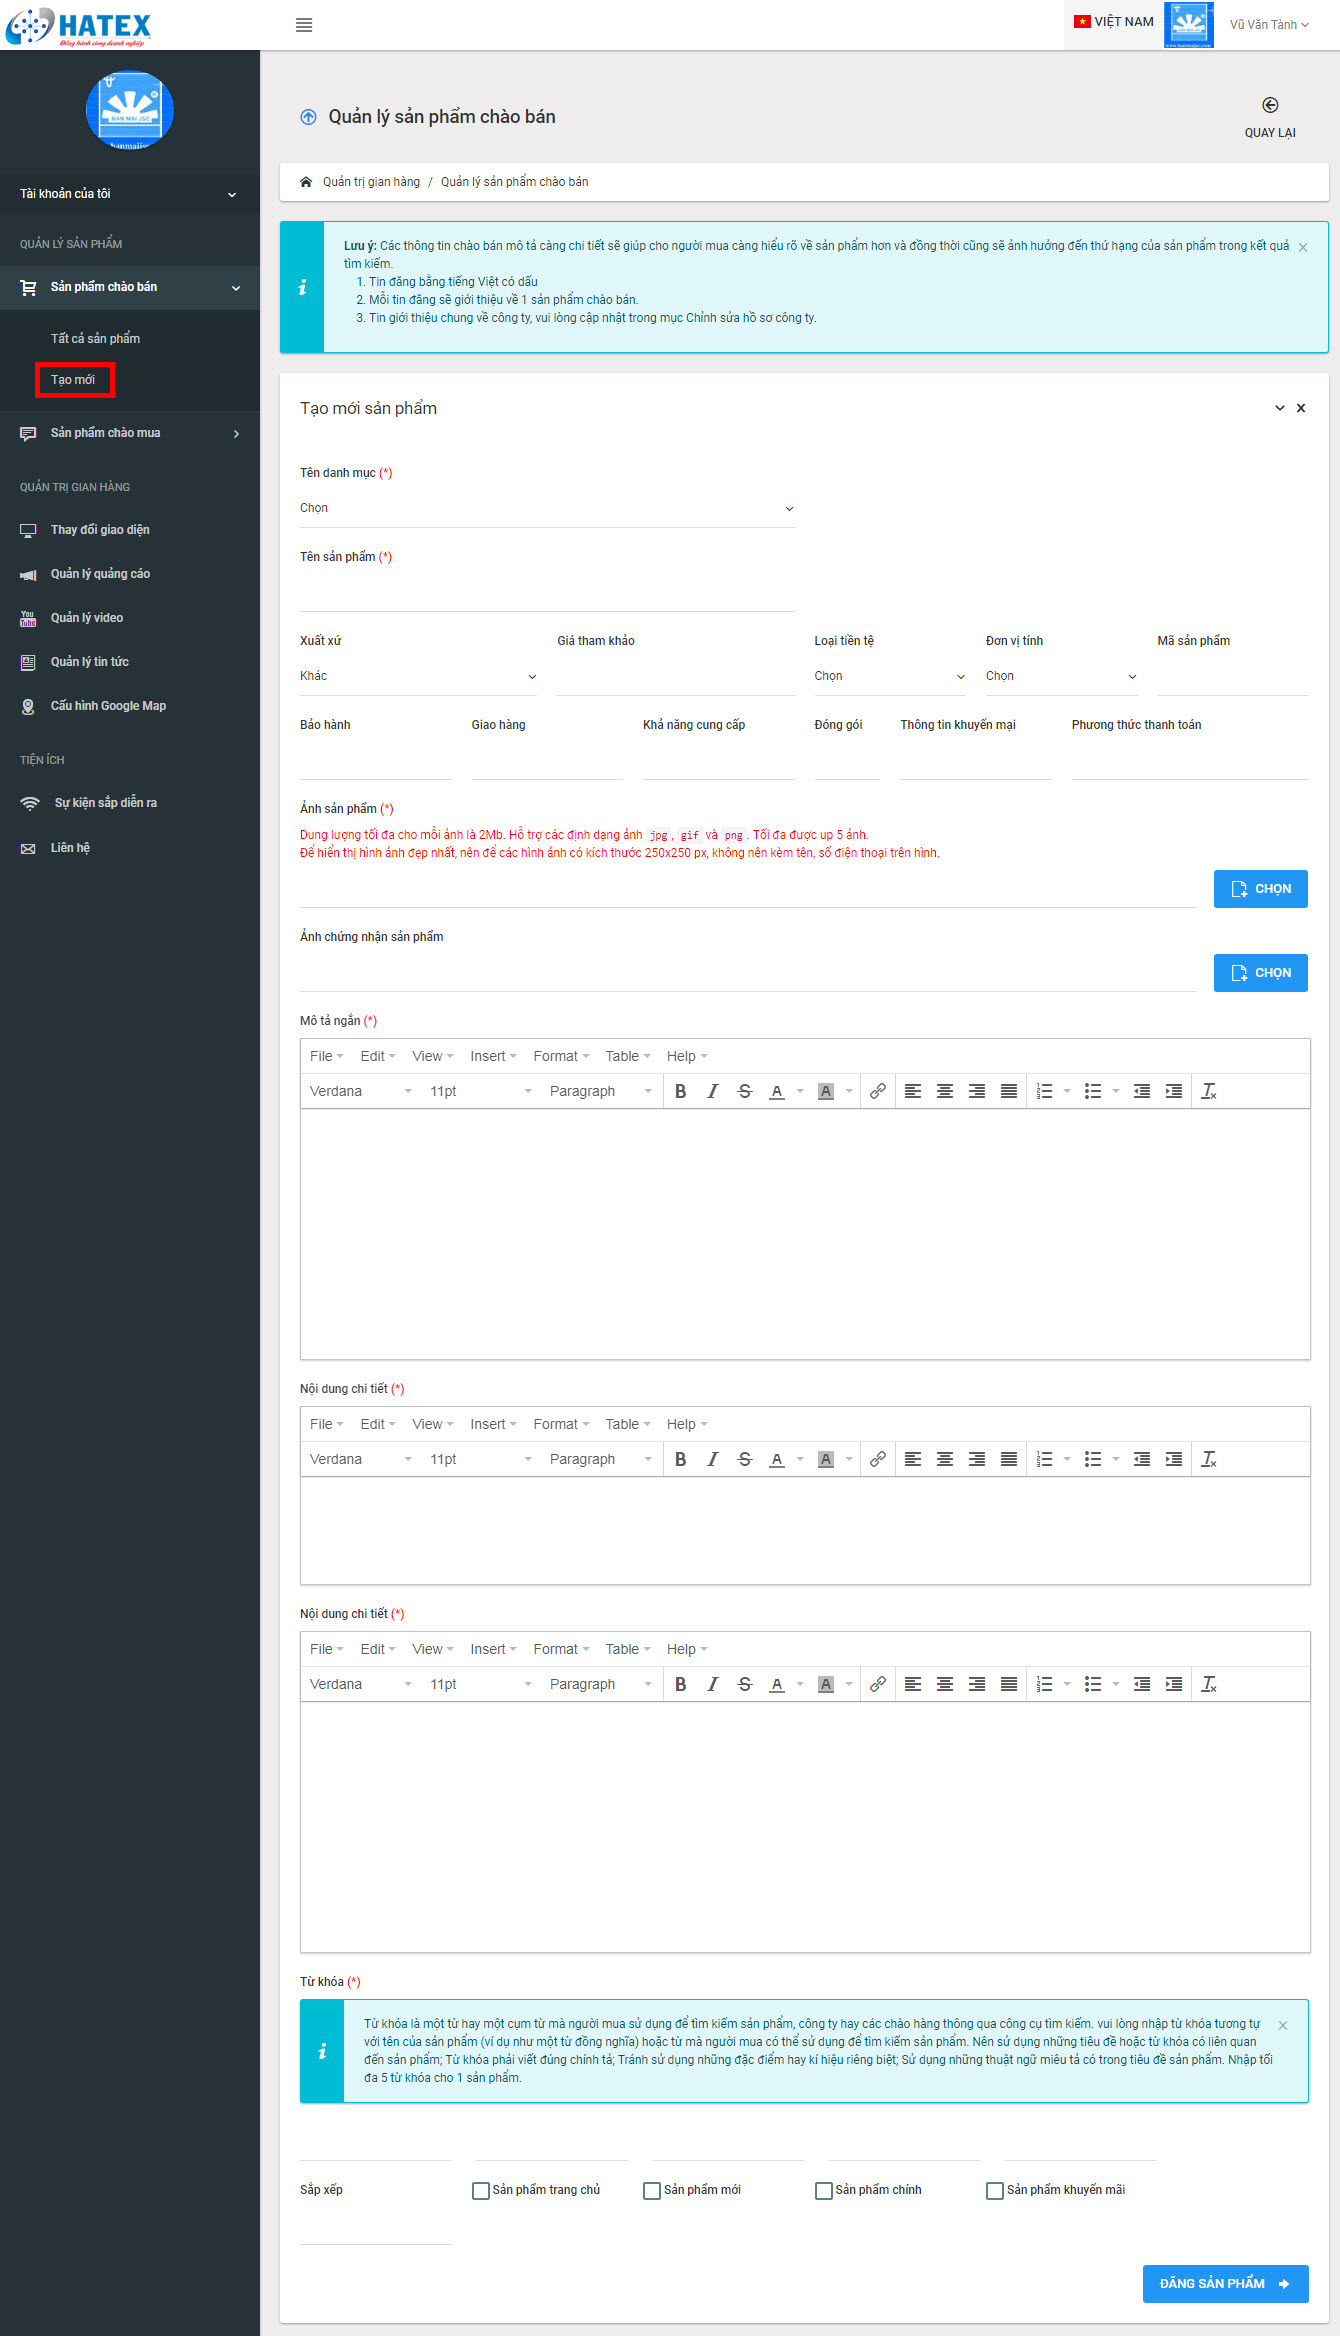 HATEX
Đồng hành cùng doanh nghiệp
VIỆT NAM
Vũ Văn Tành
BAN MAI JSC
Tài khoản của tôi
QUẢN LÝ SẢN PHẨM
Sản phẩm chào bán
Tất cả sản phẩm
Tạo mới
Sản phẩm chào mua
QUẢN TRỊ GIAN HÀNG
Thay đổi giao diện
Quản lý quảng cáo
You Tube
Quản lý video
Quản lý tin tức
Cấu hình Google Map
TIỆN ÍCH
Sự kiện sắp diễn ra
Liên hệ
Quản lý sản phẩm chào bán
QUAY LẠI
Quản trị gian hàng / Quản lý sản phẩm chào bán
Lưu ý: Các thông tin chào bán mô tả càng chi tiết sẽ giúp cho người mua càng hiểu rõ về sản phẩm hơn và đồng thời cũng sẽ ảnh hưởng đến thứ hạng của sản phẩm trong kết quả
tìm kiếm.
1. Tin đăng bằng tiếng Việt có dấu
2. Mỗi tin đăng sẽ giới thiệu về 1 sản phẩm chào bán.
3. Tin giới thiệu chung về công ty, vui lòng cập nhật trong mục Chỉnh sửa hồ sơ công ty.
Tạo mới sản phẩm
Tên danh mục (*)
Chọn
Tên sản phẩm (*)
Xuất xứ Giá tham khảo Loại tiền tệ Đơn vị tính Mã sản phẩm
Khác Chọn Chọn
Bảo hành Giao hàng Khả năng cung cấp Đóng gói Thông tin khuyến mại Phương thức thanh toán
Ảnh sản phẩm (*)
Dung lượng tối đa cho mỗi ảnh là 2Mb. Hỗ trợ các định dạng ảnh jpg, gif và png. Tối đa được up 5 ảnh.
Để hiển thị hình ảnh đẹp nhất, nên để các hình ảnh có kích thước 250x250 px, không nên kèm tên, số điện thoại trên hình.
CHỌN
Ảnh chứng nhận sản phẩm
CHỌN
Mô tả ngắn (*)
File Edit View Insert Format Table Help
Verdana 11pt Paragraph B I S A A
Nội dung chi tiết (*)
File Edit View Insert Format Table Help
Verdana 11pt Paragraph B I S A A
Nội dung chi tiết (*)
File Edit View Insert Format Table Help
Verdana 11pt Paragraph B I S A A
Từ khóa (*)
Từ khóa là một từ hay một cụm từ mà người mua sử dụng để tìm kiếm sản phẩm, công ty hay các chào hàng thông qua công cụ tìm kiếm. vui lòng nhập từ khóa tương tự
với tên của sản phẩm (ví dụ như một từ đồng nghĩa) hoặc từ mà người mua có thể sử dụng để tìm kiếm sản phẩm. Nên sử dụng những tiêu đề hoặc từ khóa có liên quan
đến sản phẩm; Từ khóa phải viết đúng chính tả; Tránh sử dụng những đặc điểm hay kí hiệu riêng biệt; Sử dụng những thuật ngữ miêu tả có trong tiêu đề sản phẩm. Nhập tối
đa 5 từ khóa cho 1 sản phẩm.
Sắp xếp Sản phẩm trang chủ Sản phẩm mới Sản phẩm chính Sản phẩm khuyến mãi
ĐĂNG SẢN PHẨM